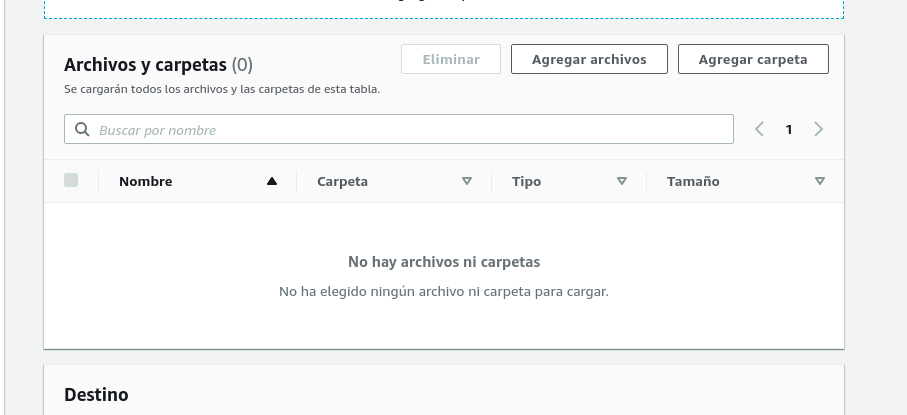 Archivos y carpetas (0)
Eliminar
Agregar archivos
Agregar carpeta
Se cargarán todos los archivos y las carpetas de esta tabla.
Buscar por nombre
1
Nombre
Carpeta
Tipo
Tamaño
No hay archivos ni carpetas
No ha elegido ningún archivo ni carpeta para cargar.
Destino